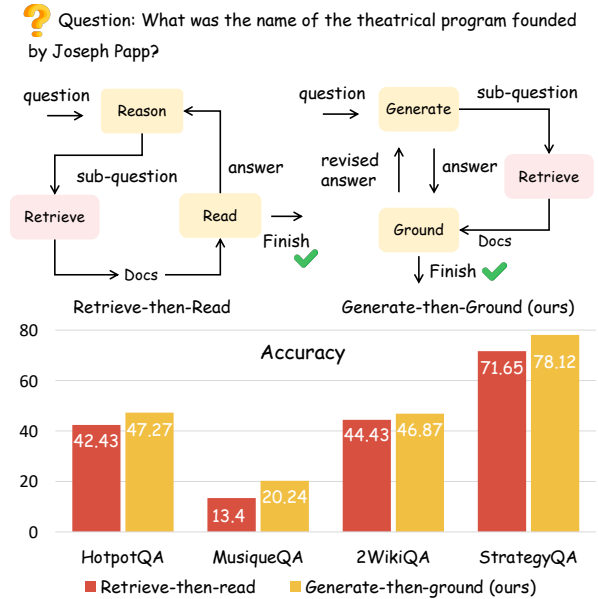 Question: What was the name of the theatrical program founded
by Joseph Papp?
question
Reason
sub-question
Retrieve
Docs
Read
answer
Finish
Retrieve-then-Read
question
Generate
sub-question
Retrieve
revised
answer
answer
Ground
Docs
Finish
Generate-then-Ground (ours)
Accuracy
80
60
40
20
0
42.43
47.27
13.4
20.24
44.43
46.87
71.65
78.12
HotpotQA
MusiqueQA
2WikiQA
StrategyQA
Retrieve-then-read
Generate-then-ground (ours)